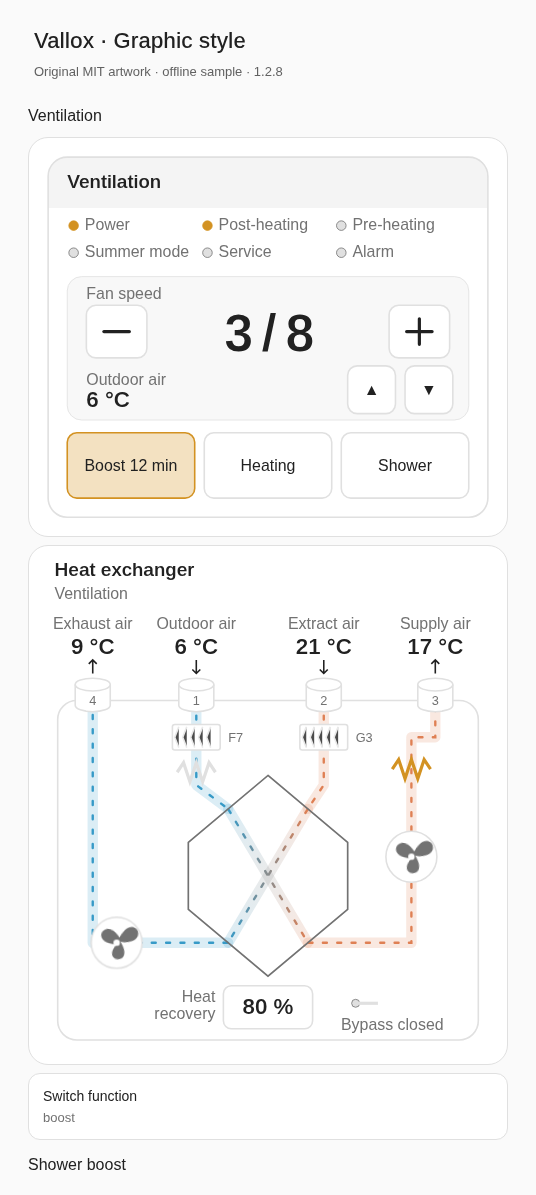 Vallox · Graphic style
Original MIT artwork · offline sample · 1.2.8
Ventilation
Ventilation
Power Post-heating Pre-heating
Summer mode Service Alarm
Fan speed
3 / 8
Outdoor air
6 °C
▲ ▼
Boost 12 min Heating Shower
Heat exchanger
Ventilation
Exhaust air Outdoor air Extract air Supply air
9 °C 6 °C 21 °C 17 °C
↑ ↓ ↓ ↑
4 1 2 3
F7 G3
Heat
recovery
80 %
Bypass closed
Switch function
boost
Shower boost